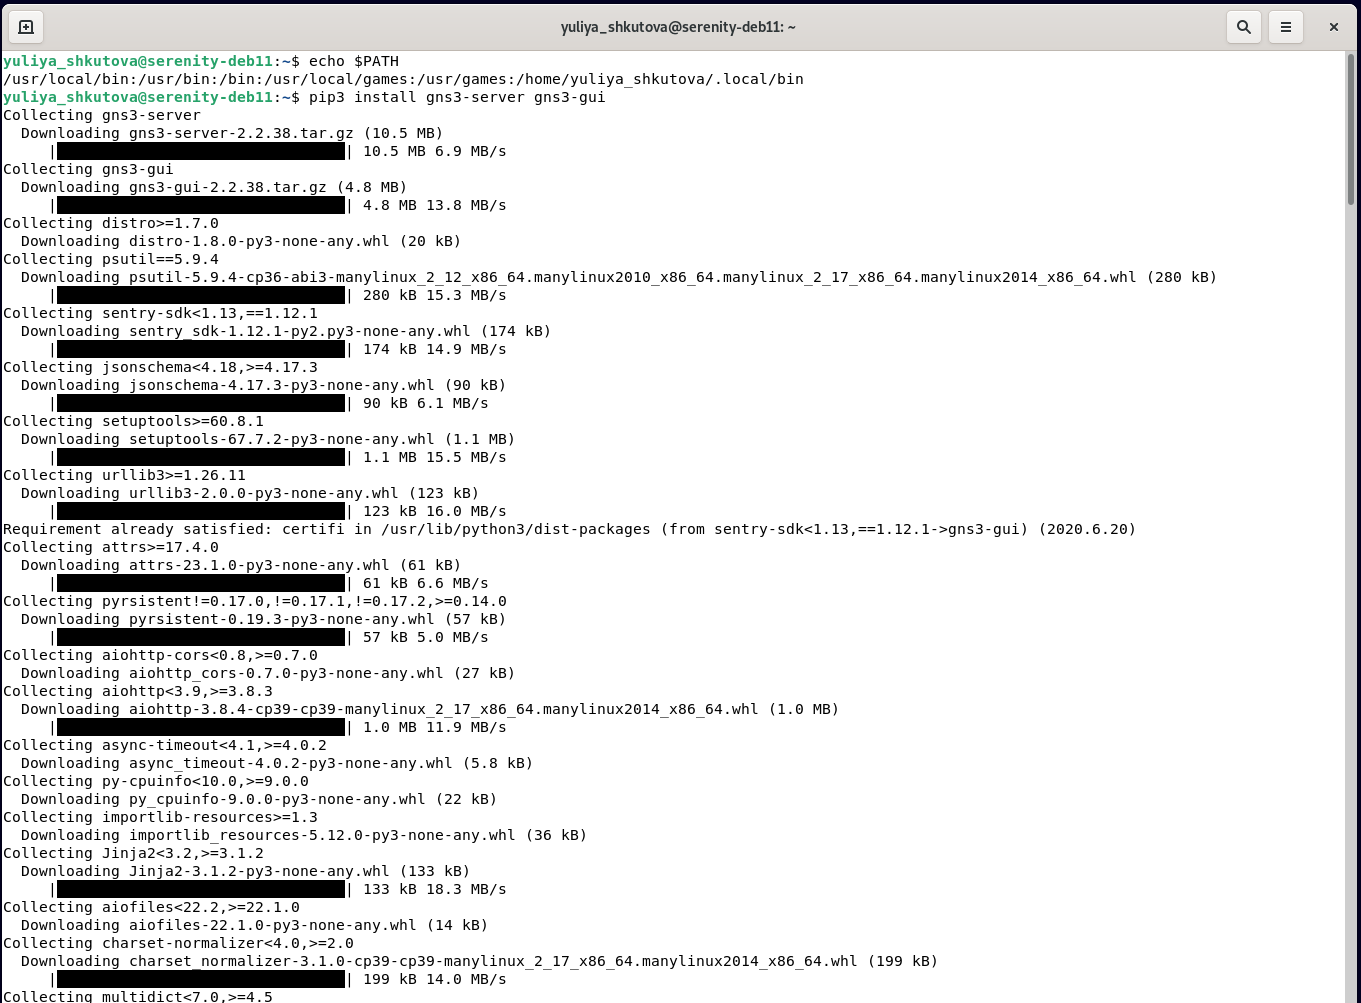 yuliya_shkutova@serenity-deb11: ~
yuliya_shkutova@serenity-deb11:~$ echo $PATH
/usr/local/bin:/usr/bin:/bin:/usr/local/games:/usr/games:/home/yuliya_shkutova/.local/bin
yuliya_shkutova@serenity-deb11:~$ pip3 install gns3-server gns3-gui
Collecting gns3-server
  Downloading gns3-server-2.2.38.tar.gz (10.5 MB)
     |████████████████████████████████| 10.5 MB 6.9 MB/s
Collecting gns3-gui
  Downloading gns3-gui-2.2.38.tar.gz (4.8 MB)
     |████████████████████████████████| 4.8 MB 13.8 MB/s
Collecting distro>=1.7.0
  Downloading distro-1.8.0-py3-none-any.whl (20 kB)
Collecting psutil==5.9.4
  Downloading psutil-5.9.4-cp36-abi3-manylinux_2_12_x86_64.manylinux2010_x86_64.manylinux_2_17_x86_64.manylinux2014_x86_64.whl (280 kB)
     |████████████████████████████████| 280 kB 15.3 MB/s
Collecting sentry-sdk<1.13,==1.12.1
  Downloading sentry_sdk-1.12.1-py2.py3-none-any.whl (174 kB)
     |████████████████████████████████| 174 kB 14.9 MB/s
Collecting jsonschema<4.18,>=4.17.3
  Downloading jsonschema-4.17.3-py3-none-any.whl (90 kB)
     |████████████████████████████████| 90 kB 6.1 MB/s
Collecting setuptools>=60.8.1
  Downloading setuptools-67.7.2-py3-none-any.whl (1.1 MB)
     |████████████████████████████████| 1.1 MB 15.5 MB/s
Collecting urllib3>=1.26.11
  Downloading urllib3-2.0.0-py3-none-any.whl (123 kB)
     |████████████████████████████████| 123 kB 16.0 MB/s
Requirement already satisfied: certifi in /usr/lib/python3/dist-packages (from sentry-sdk<1.13,==1.12.1->gns3-gui) (2020.6.20)
Collecting attrs>=17.4.0
  Downloading attrs-23.1.0-py3-none-any.whl (61 kB)
     |████████████████████████████████| 61 kB 6.6 MB/s
Collecting pyrsistent!=0.17.0,!=0.17.1,!=0.17.2,>=0.14.0
  Downloading pyrsistent-0.19.3-py3-none-any.whl (57 kB)
     |████████████████████████████████| 57 kB 5.0 MB/s
Collecting aiohttp-cors<0.8,>=0.7.0
  Downloading aiohttp_cors-0.7.0-py3-none-any.whl (27 kB)
Collecting aiohttp<3.9,>=3.8.3
  Downloading aiohttp-3.8.4-cp39-cp39-manylinux_2_17_x86_64.manylinux2014_x86_64.whl (1.0 MB)
     |████████████████████████████████| 1.0 MB 11.9 MB/s
Collecting async-timeout<4.1,>=4.0.2
  Downloading async_timeout-4.0.2-py3-none-any.whl (5.8 kB)
Collecting py-cpuinfo<10.0,>=9.0.0
  Downloading py_cpuinfo-9.0.0-py3-none-any.whl (22 kB)
Collecting importlib-resources>=1.3
  Downloading importlib_resources-5.12.0-py3-none-any.whl (36 kB)
Collecting Jinja2<3.2,>=3.1.2
  Downloading Jinja2-3.1.2-py3-none-any.whl (133 kB)
     |████████████████████████████████| 133 kB 18.3 MB/s
Collecting aiofiles<22.2,>=22.1.0
  Downloading aiofiles-22.1.0-py3-none-any.whl (14 kB)
Collecting charset-normalizer<4.0,>=2.0
  Downloading charset_normalizer-3.1.0-cp39-cp39-manylinux_2_17_x86_64.manylinux2014_x86_64.whl (199 kB)
     |████████████████████████████████| 199 kB 14.0 MB/s
Collecting multidict<7.0,>=4.5